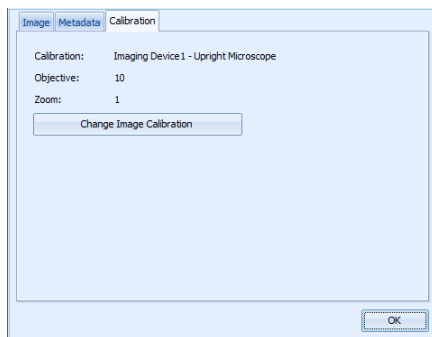 Image Metadata Calibration
Calibration: Imaging Device1 - Upright Microscope
Objective: 10
Zoom: 1
Change Image Calibration
OK